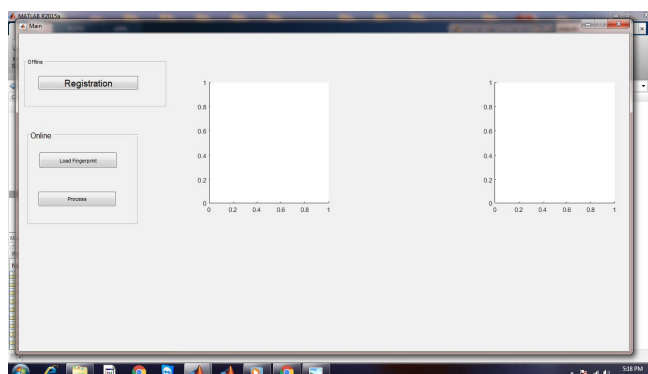 MATLAB R2015a
Main
Offline
Registration
Online
Load Fingerprint
Process
1
0.8
0.6
0.4
0.2
0
0 0.2 0.4 0.6 0.8 1
1
0.8
0.6
0.4
0.2
0
0 0.2 0.4 0.6 0.8 1
5:18 PM